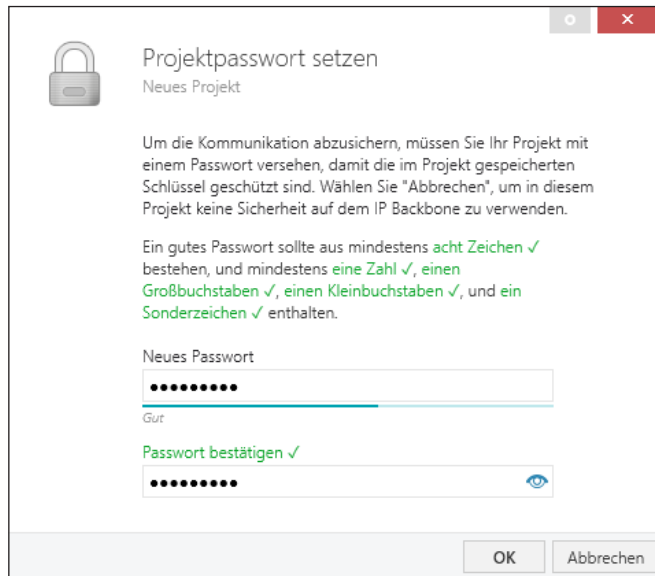 Projektpasswort setzen
Neues Projekt
Um die Kommunikation abzusichern, müssen Sie Ihr Projekt mit
einem Passwort versehen, damit die im Projekt gespeicherten
Schlüssel geschützt sind. Wählen Sie "Abbrechen", um in diesem
Projekt keine Sicherheit auf dem IP Backbone zu verwenden.
Ein gutes Passwort sollte aus mindestens acht Zeichen ✓
bestehen, und mindestens eine Zahl ✓, einen
Großbuchstaben ✓, einen Kleinbuchstaben ✓, und ein
Sonderzeichen ✓ enthalten.
Neues Passwort
●●●●●●●●●
Gut
Passwort bestätigen ✓
●●●●●●●●●
OK Abbrechen